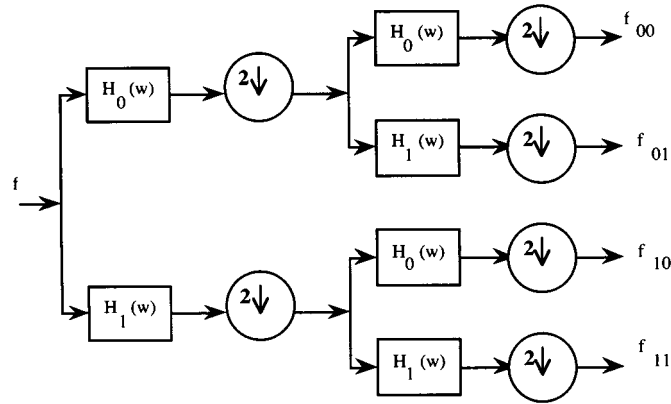 H0(w) 2↓ f00
H0(w) 2↓
H1(w) 2↓ f01
f
H0(w) 2↓ f10
H1(w) 2↓
H1(w) 2↓ f11